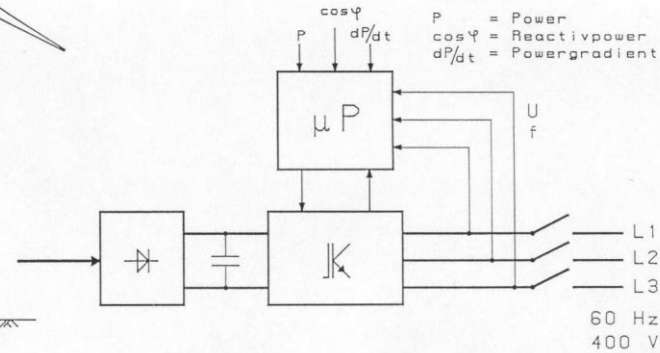 cosφ
P dP/dt
P = Power
cosφ = Reactivpower
dP/dt = Powergradient
μP
U
f
L1
L2
L3
60 Hz
400 V